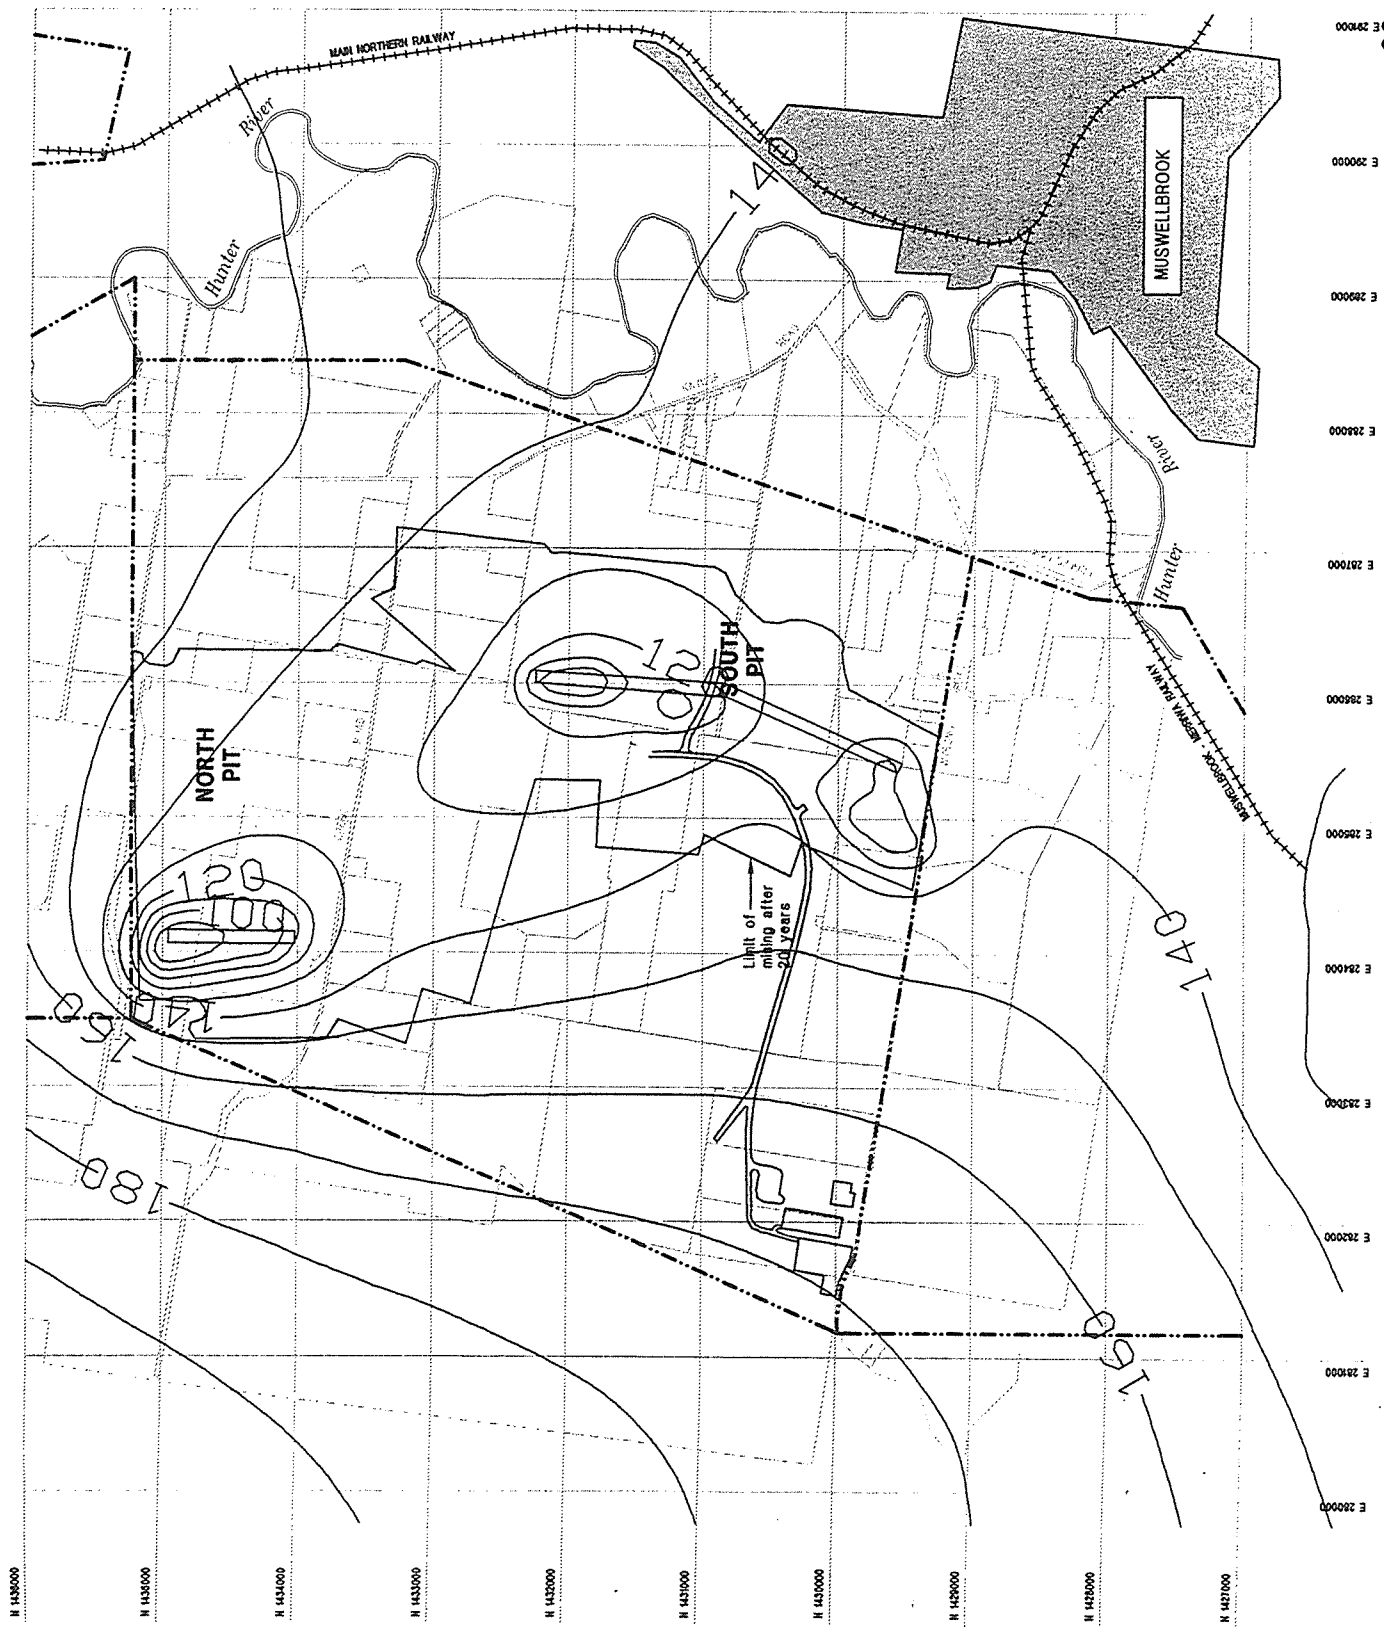 MAIN NORTHERN RAILWAY
River
Hunter
140
MUSWELLBROOK
River
Hunter
MUSWELLBROOK - MERRIWA RAILWAY
NORTH
PIT
SOUTH
PIT
120
120
100
140
160
180
140
160
Limit of
mining after
20 years
E 291000
E 290000
E 289000
E 288000
E 287000
E 286000
E 285000
E 284000
E 283000
E 282000
E 281000
E 280000
N 1436000
N 1435000
N 1434000
N 1433000
N 1432000
N 1431000
N 1430000
N 1429000
N 1428000
N 1427000